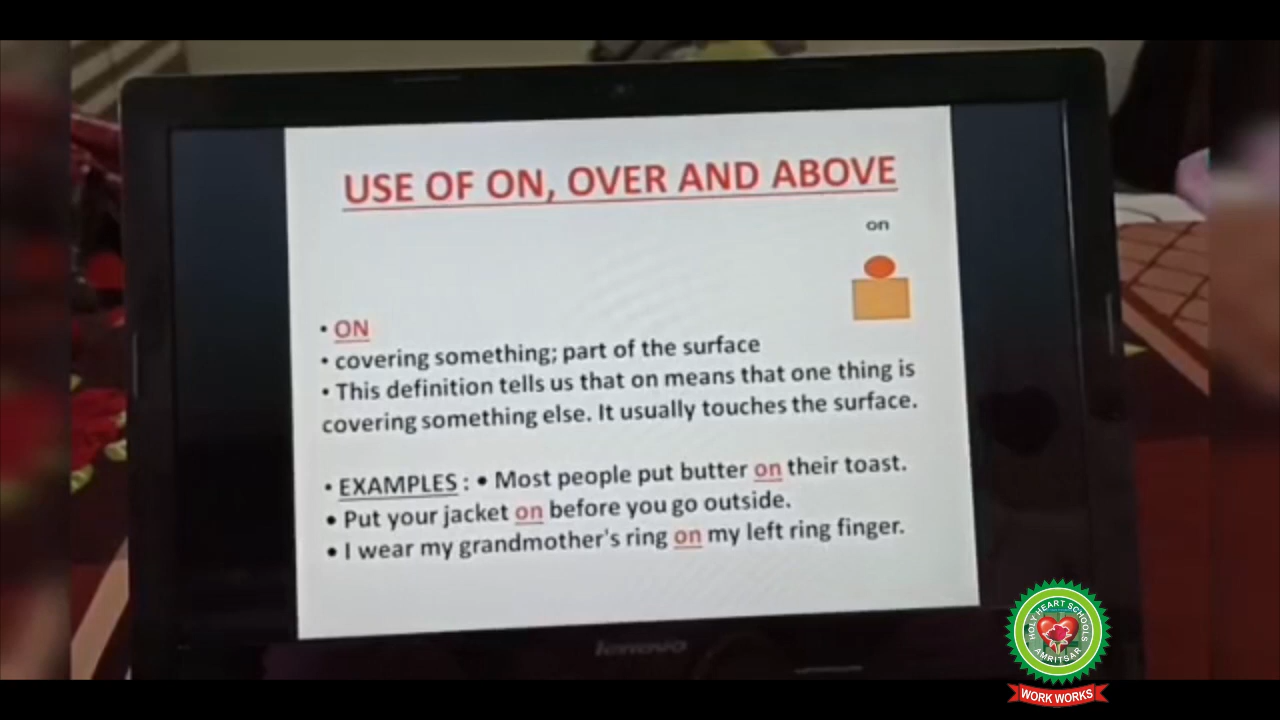 USE OF ON, OVER AND ABOVE
on
• ON
• covering something; part of the surface
• This definition tells us that on means that one thing is
covering something else. It usually touches the surface.
• EXAMPLES : • Most people put butter on their toast.
• Put your jacket on before you go outside.
• I wear my grandmother's ring on my left ring finger.
lenovo
HOLY HEART SCHOOLS
AMRITSAR
WORK WORKS